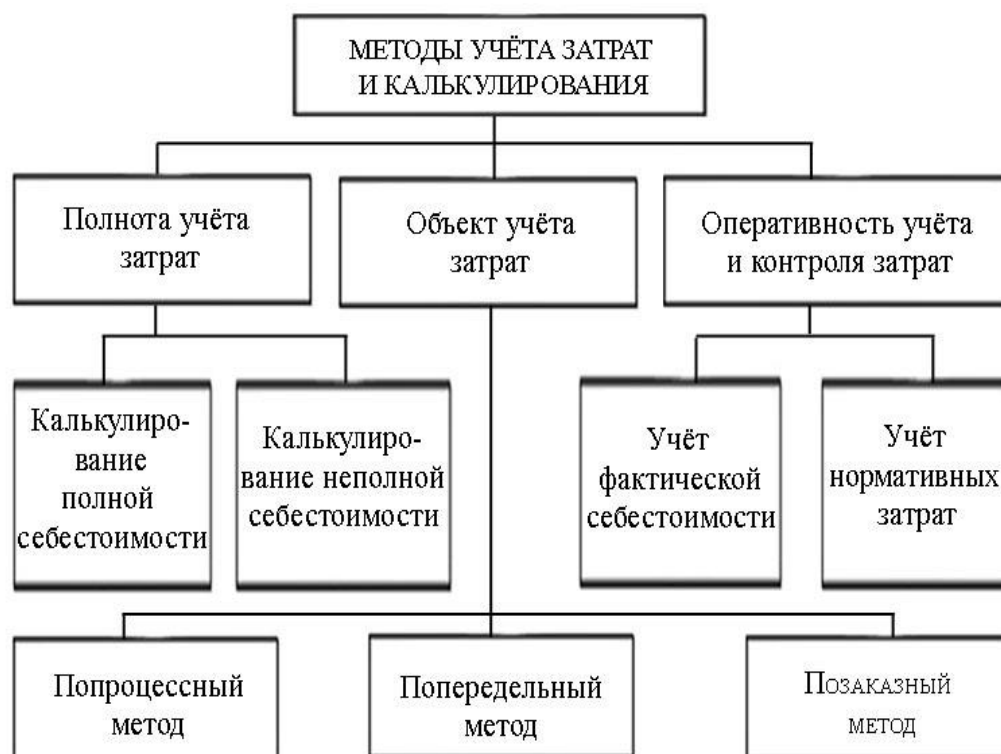 МЕТОДЫ УЧЁТА ЗАТРАТ
И КАЛЬКУЛИРОВАНИЯ
Полнота учёта
затрат
Объект учёта
затрат
Оперативность учёта
и контроля затрат
Калькулиро-
вание
полной
себестоимости
Калькулиро-
вание неполной
себестоимости
Учёт
фактической
себестоимости
Учёт
нормативных
затрат
Попроцессный
метод
Попередельный
метод
Позаказный
метод